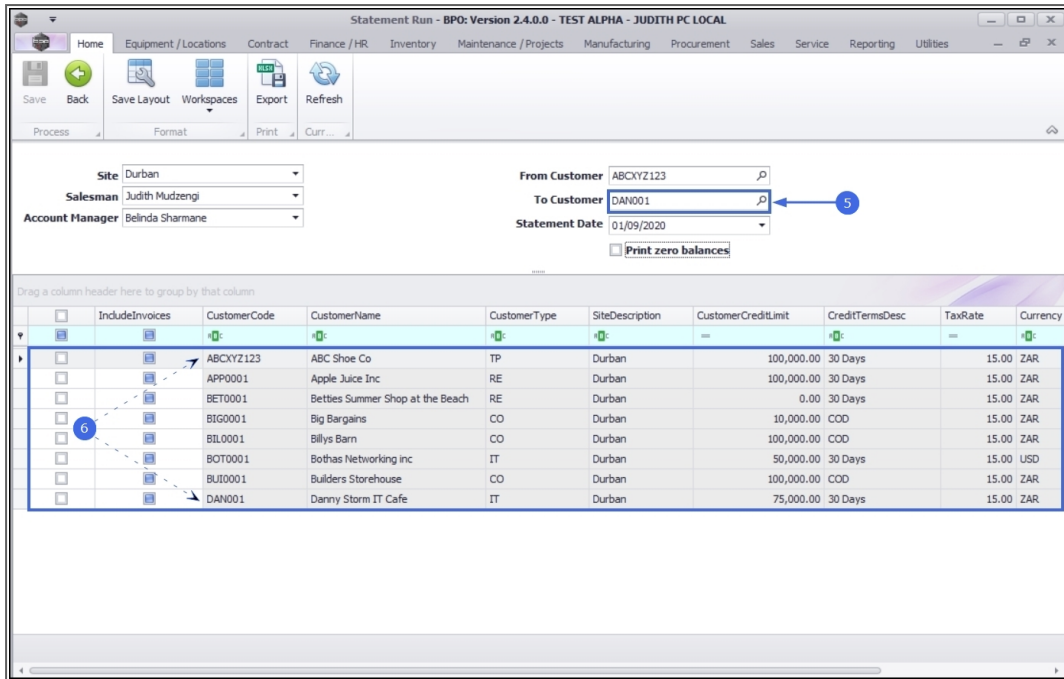 Statement Run - BPO: Version 2.4.0.0 - TEST ALPHA - JUDITH PC LOCAL
Home Equipment / Locations Contract Finance / HR Inventory Maintenance / Projects Manufacturing Procurement Sales Service Reporting Utilities
Save Back Save Layout Workspaces Export Refresh
Process Format Print Curr...
Site Durban From Customer ABCXYZ123
Salesman Judith Mudzengi To Customer DAN001 5
Account Manager Belinda Sharmane Statement Date 01/09/2020
Print zero balances
Drag a column header here to group by that column
IncludeInvoices CustomerCode CustomerName CustomerType SiteDescription CustomerCreditLimit CreditTermsDesc TaxRate Currency
ABCXYZ123 ABC Shoe Co TP Durban 100,000.00 30 Days 15.00 ZAR
APP0001 Apple Juice Inc RE Durban 100,000.00 30 Days 15.00 ZAR
BET0001 Betties Summer Shop at the Beach RE Durban 0.00 30 Days 15.00 ZAR
6 BIG0001 Big Bargains CO Durban 10,000.00 COD 15.00 ZAR
BIL0001 Billys Barn CO Durban 100,000.00 COD 15.00 ZAR
BOT0001 Bothas Networking inc IT Durban 50,000.00 30 Days 15.00 USD
BUI0001 Builders Storehouse CO Durban 100,000.00 COD 15.00 ZAR
DAN001 Danny Storm IT Cafe IT Durban 75,000.00 30 Days 15.00 ZAR